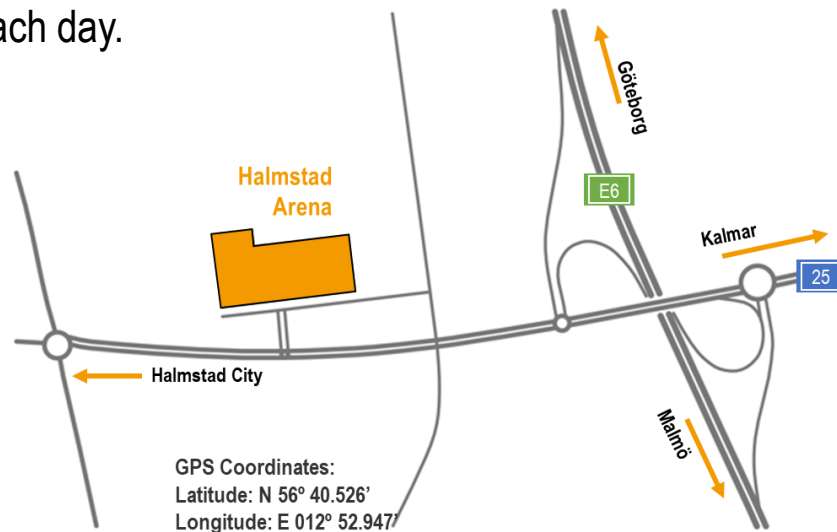 ach day.
Göteborg
Halmstad
Arena
E6
Kalmar
25
Halmstad City
Malmö
GPS Coordinates:
Latitude: N 56º 40.526’
Longitude: E 012º 52.947’